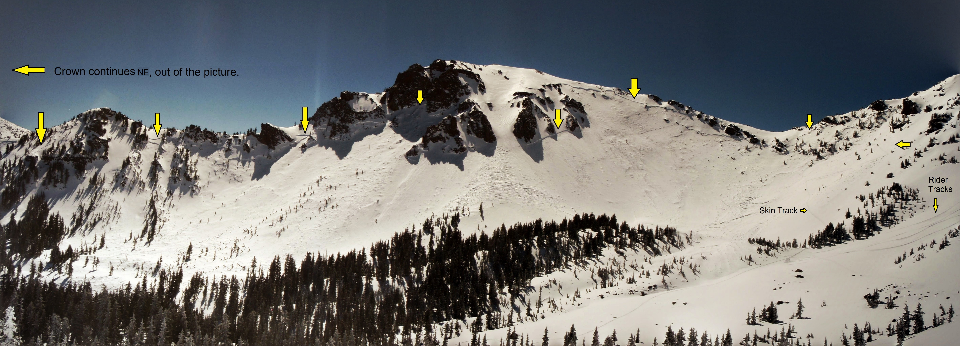 Crown continues NE, out of the picture.
Skin Track
Rider
Tracks